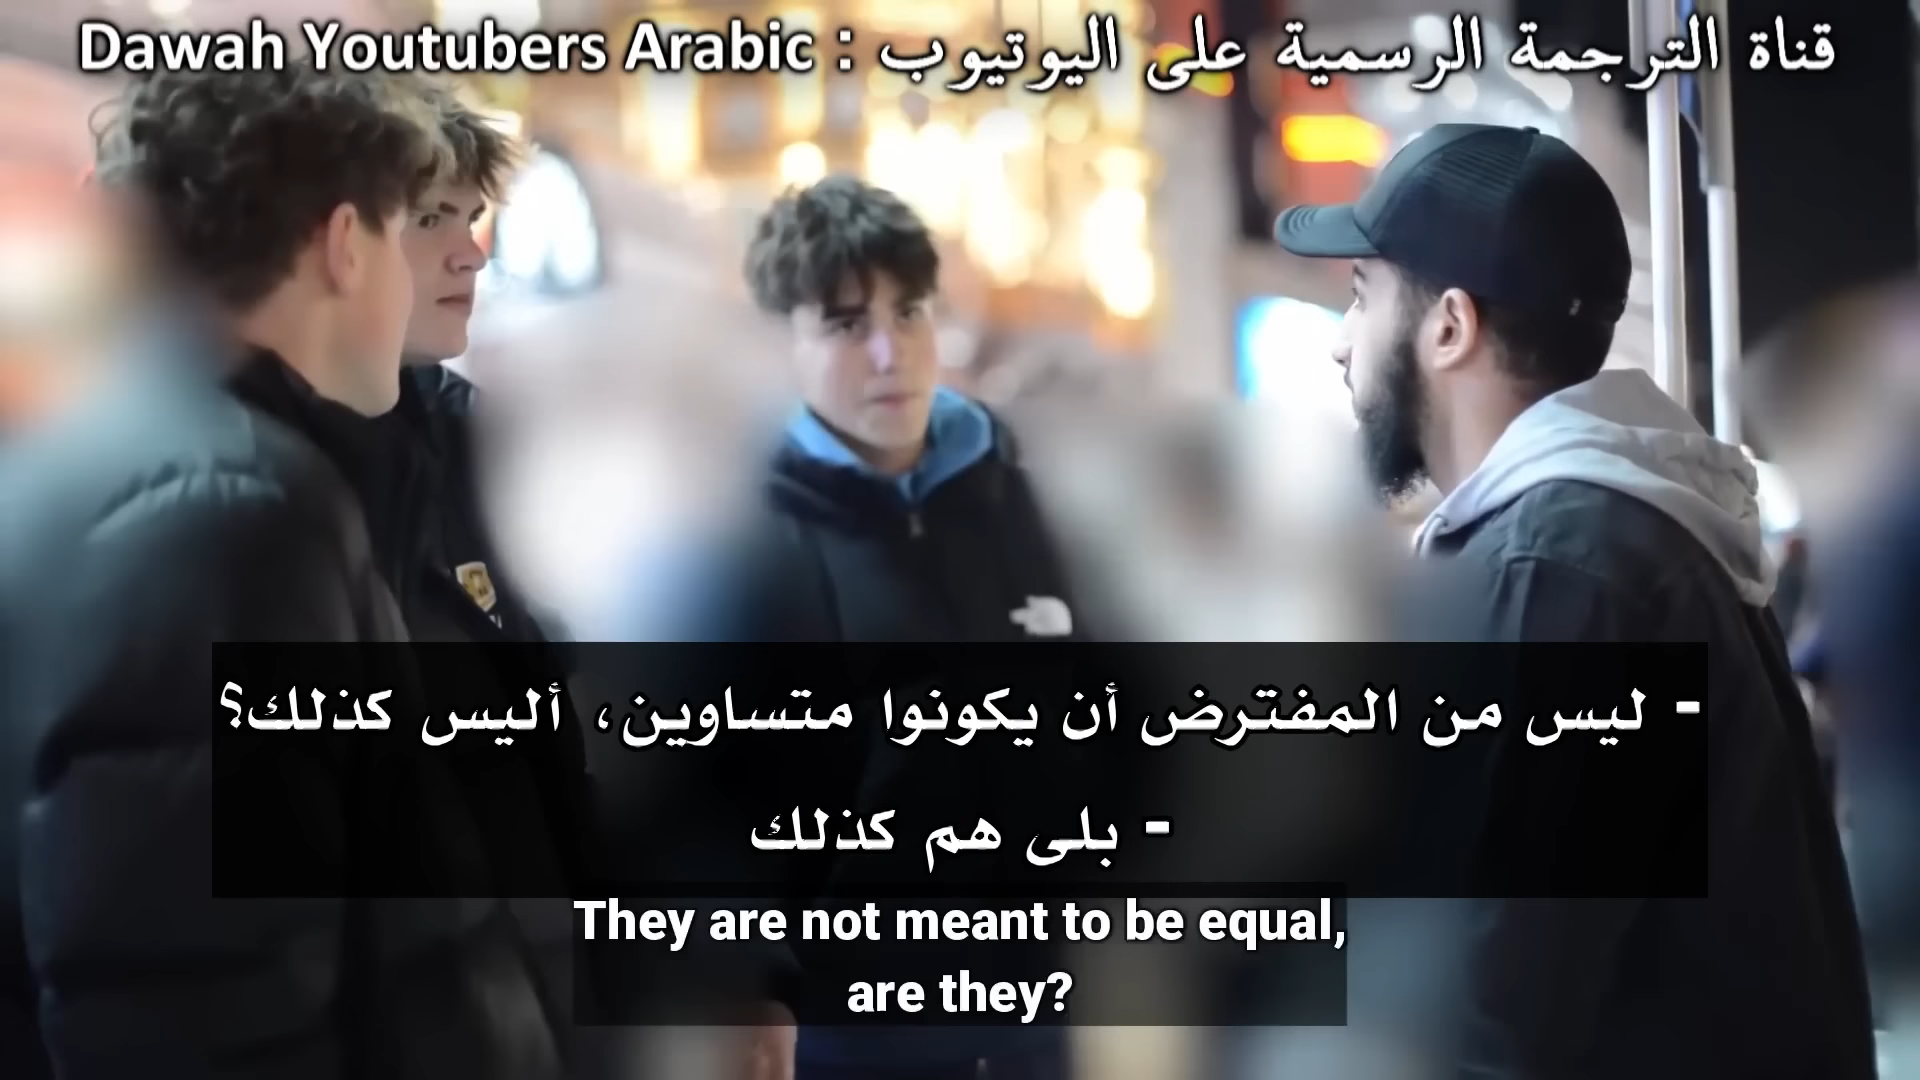 قناة الترجمة الرسمية على اليوتيوب : Dawah Youtubers Arabic
- ليس من المفترض أن يكونوا متساوين، أليس كذلك؟
- بلى هم كذلك
They are not meant to be equal,
are they?